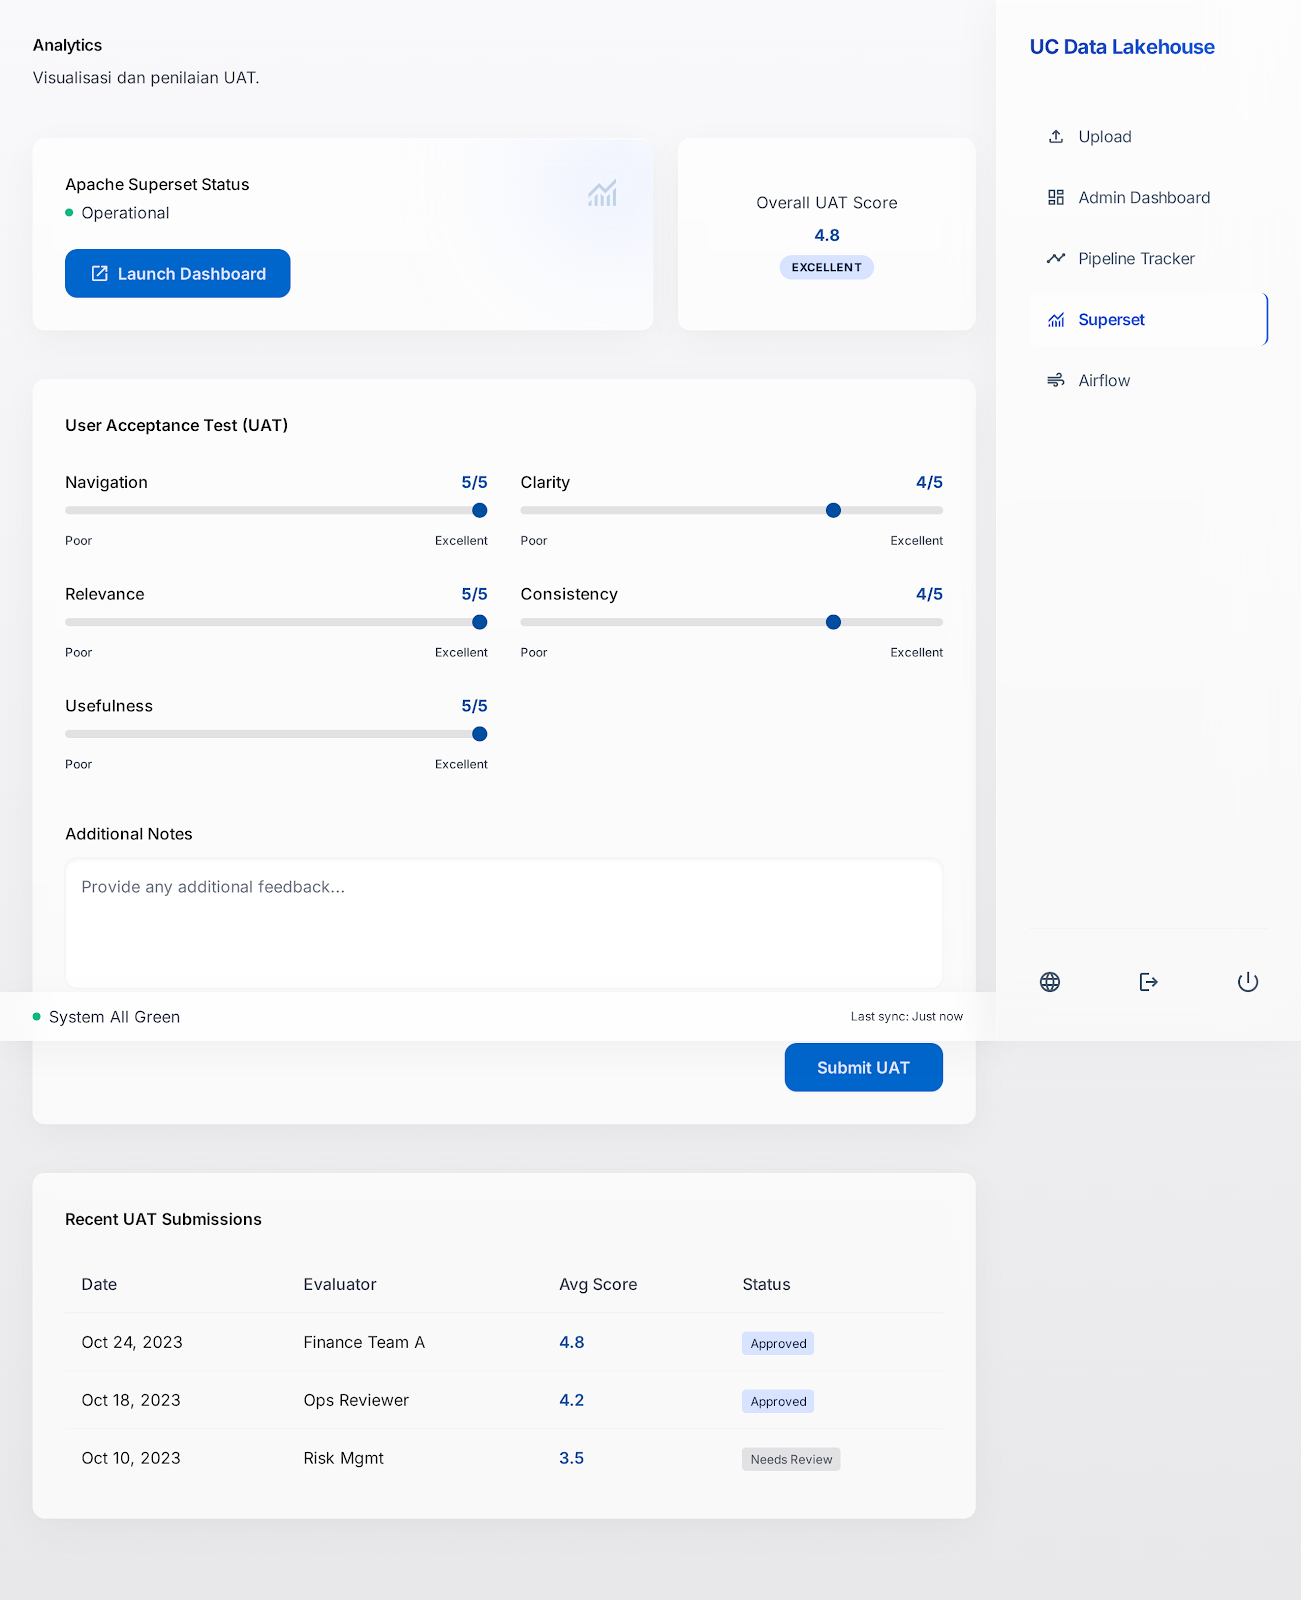 Analytics
Visualisasi dan penilaian UAT.
Apache Superset Status
Operational
Launch Dashboard
Overall UAT Score
4.8
EXCELLENT
User Acceptance Test (UAT)
Navigation 5/5
Poor Excellent
Clarity 4/5
Poor Excellent
Relevance 5/5
Poor Excellent
Consistency 4/5
Poor Excellent
Usefulness 5/5
Poor Excellent
Additional Notes
Provide any additional feedback...
System All Green
Last sync: Just now
Submit UAT
Recent UAT Submissions
Date Evaluator Avg Score Status
Oct 24, 2023 Finance Team A 4.8 Approved
Oct 18, 2023 Ops Reviewer 4.2 Approved
Oct 10, 2023 Risk Mgmt 3.5 Needs Review
UC Data Lakehouse
Upload
Admin Dashboard
Pipeline Tracker
Superset
Airflow